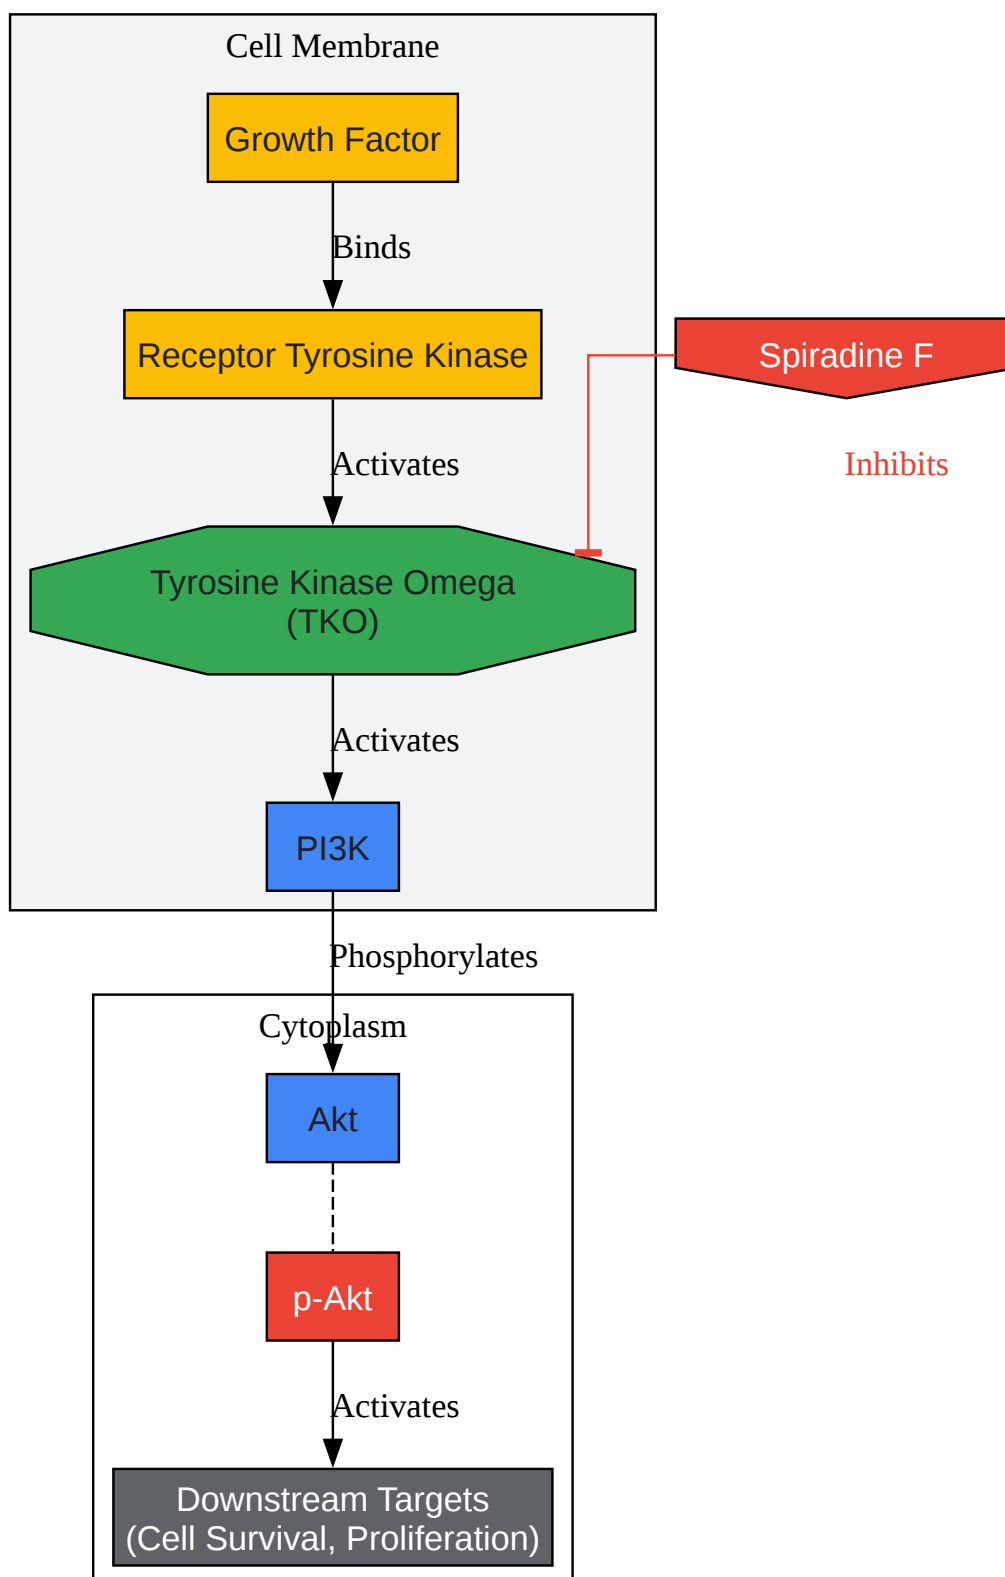 Cell Membrane
Growth Factor
Binds
Receptor Tyrosine Kinase
Spiradine F
Activates
Inhibits
Tyrosine Kinase Omega
(TKO)
Activates
PI3K
Phosphorylates
Cytoplasm
Akt
p-Akt
Activates
Downstream Targets
(Cell Survival, Proliferation)